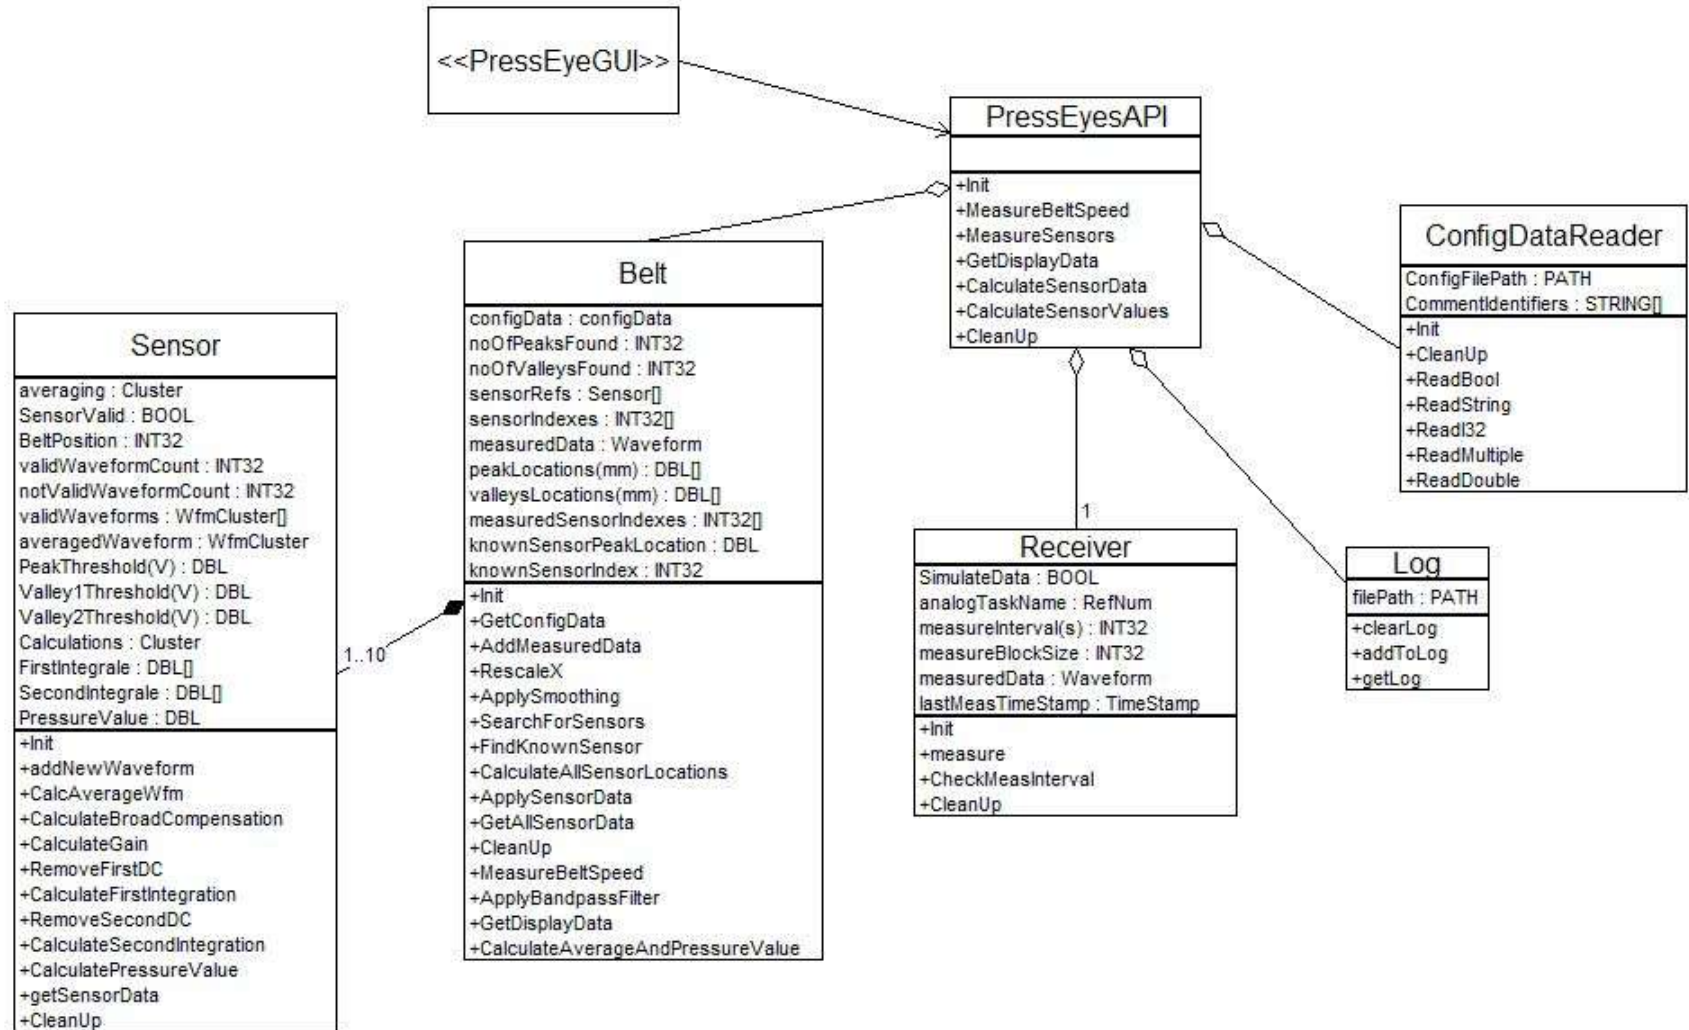 <<PressEyeGUI>>
PressEyesAPI
+Init
+MeasureBeltSpeed
+MeasureSensors
+GetDisplayData
+CalculateSensorData
+CalculateSensorValues
+CleanUp
ConfigDataReader
ConfigFilePath : PATH
CommentIdentifiers : STRING[]
+Init
+CleanUp
+ReadBool
+ReadString
+ReadI32
+ReadMultiple
+ReadDouble
Belt
configData : configData
noOfPeaksFound : INT32
noOfValleysFound : INT32
sensorRefs : Sensor[]
sensorIndexes : INT32[]
measuredData : Waveform
peakLocations(mm) : DBL[]
valleysLocations(mm) : DBL[]
measuredSensorIndexes : INT32[]
knownSensorPeakLocation : DBL
knownSensorIndex : INT32
+Init
+GetConfigData
+AddMeasuredData
+RescaleX
+ApplySmoothing
+SearchForSensors
+FindKnownSensor
+CalculateAllSensorLocations
+ApplySensorData
+GetAllSensorData
+CleanUp
+MeasureBeltSpeed
+ApplyBandpassFilter
+GetDisplayData
+CalculateAverageAndPressureValue
1..10
Sensor
averaging : Cluster
SensorValid : BOOL
BeltPosition : INT32
validWaveformCount : INT32
notValidWaveformCount : INT32
validWaveforms : WfmCluster[]
averagedWaveform : WfmCluster
PeakThreshold(V) : DBL
Valley1Threshold(V) : DBL
Valley2Threshold(V) : DBL
Calculations : Cluster
FirstIntegrale : DBL[]
SecondIntegrale : DBL[]
PressureValue : DBL
+Init
+addNewWaveform
+CalcAverageWfm
+CalculateBroadCompensation
+CalculateGain
+RemoveFirstDC
+CalculateFirstIntegration
+RemoveSecondDC
+CalculateSecondIntegration
+CalculatePressureValue
+getSensorData
+CleanUp
1
Receiver
SimulateData : BOOL
analogTaskName : RefNum
measureInterval(s) : INT32
measureBlockSize : INT32
measuredData : Waveform
lastMeasTimeStamp : TimeStamp
+Init
+measure
+CheckMeasInterval
+CleanUp
Log
filePath : PATH
+clearLog
+addToLog
+getLog